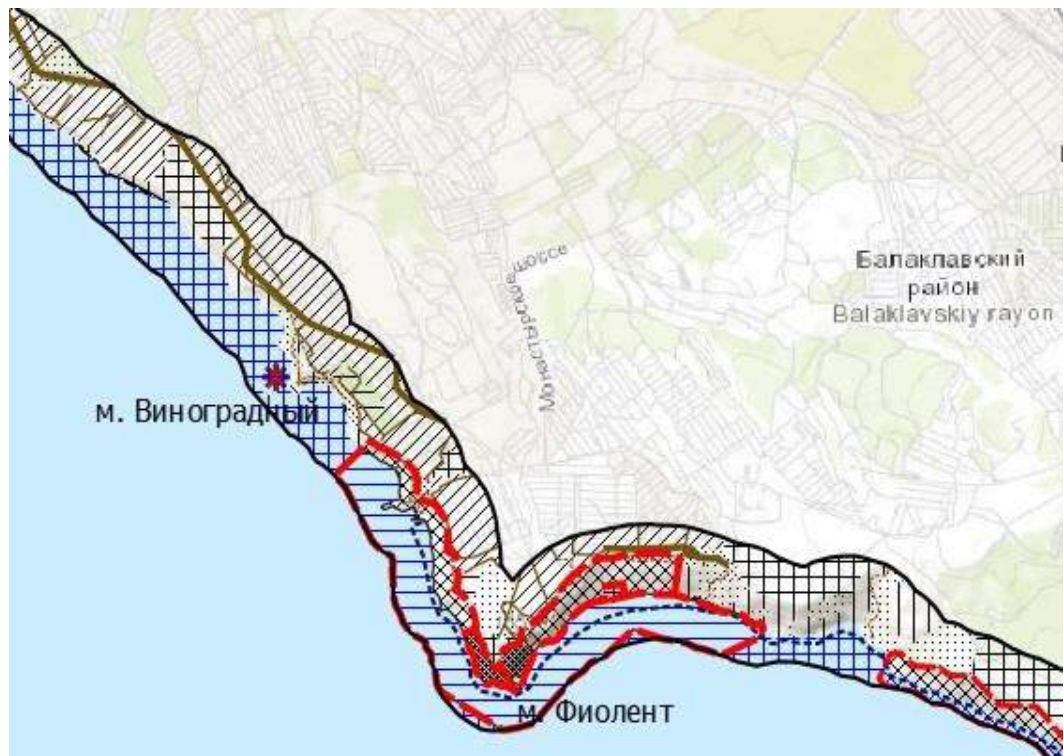 Монастырское шоссе
Балаклавский
район
Balaklavskiy rayon
м. Виноградный
м. Фиолент